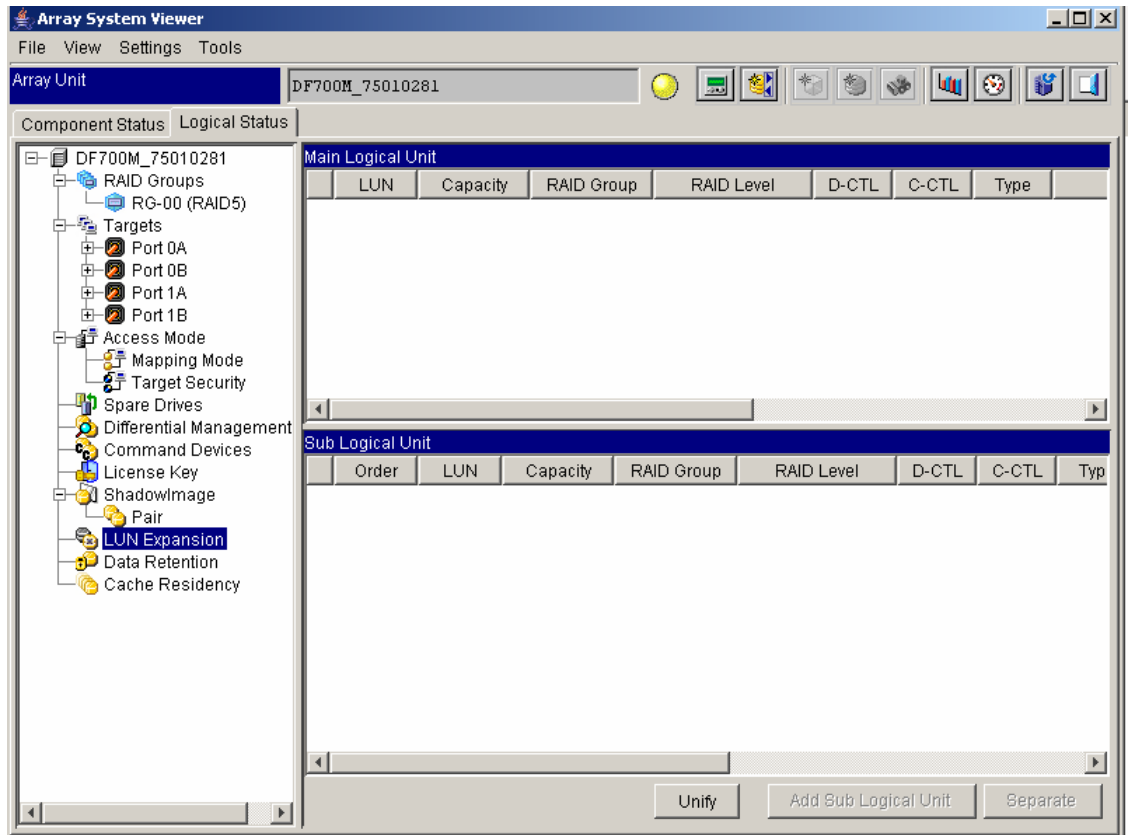 Array System Viewer
File View Settings Tools
Array Unit DF700M_75010281
Component Status Logical Status
DF700M_75010281
RAID Groups
RG-00 (RAID5)
Targets
Port 0A
Port 0B
Port 1A
Port 1B
Access Mode
Mapping Mode
Target Security
Spare Drives
Differential Management
Command Devices
License Key
ShadowImage
Pair
LUN Expansion
Data Retention
Cache Residency
Main Logical Unit
LUN Capacity RAID Group RAID Level D-CTL C-CTL Type
Sub Logical Unit
Order LUN Capacity RAID Group RAID Level D-CTL C-CTL Typ
Unify Add Sub Logical Unit Separate